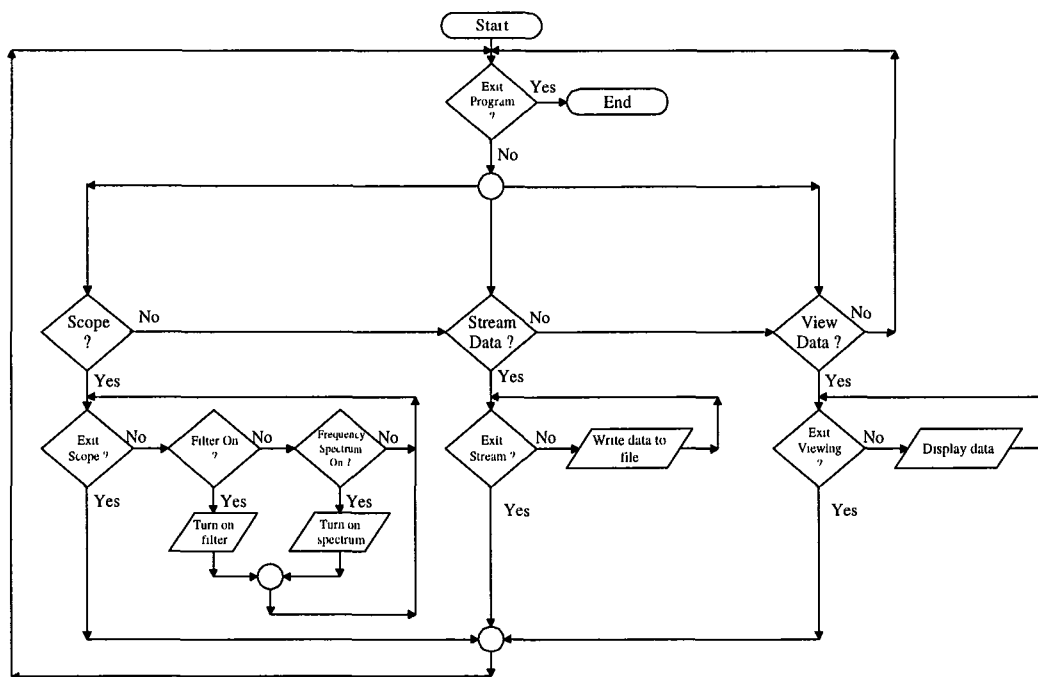 Start
Exit
Program
?
Yes
End
No
Scope
?
No
Stream
Data ?
No
View
Data ?
No
Yes
Yes
Yes
Exit
Scope ?
No
Filter On
?
No
Frequency
Spectrum
On ?
No
Exit
Stream ?
No
Write data to
file
Exit
Viewing
?
No
Display data
Yes
Yes
Yes
Yes
Yes
Turn on
filter
Turn on
spectrum